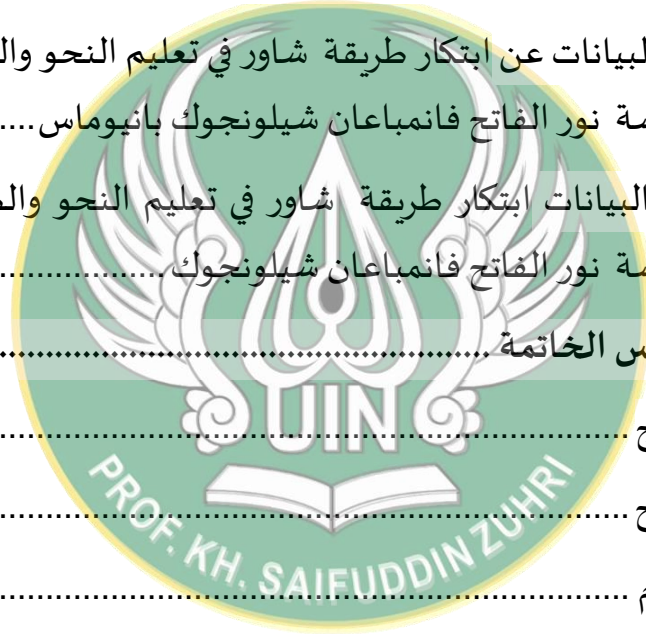 لبيانات عن ابتكار طريقة شاور في تعليم النحو وال
مة نور الفاتح فانمباعان شيلونجوك بانيوماس....
البيانات ابتكار طريقة شاور في تعليم النحو وال
مة نور الفاتح فانمباعان شيلونجوك..................
س الخاتمة ......................................................
ح ......................................................................
ح ......................................................................
م ......................................................................
UIN
PROF. KH. SAIFUDDIN ZUHRI